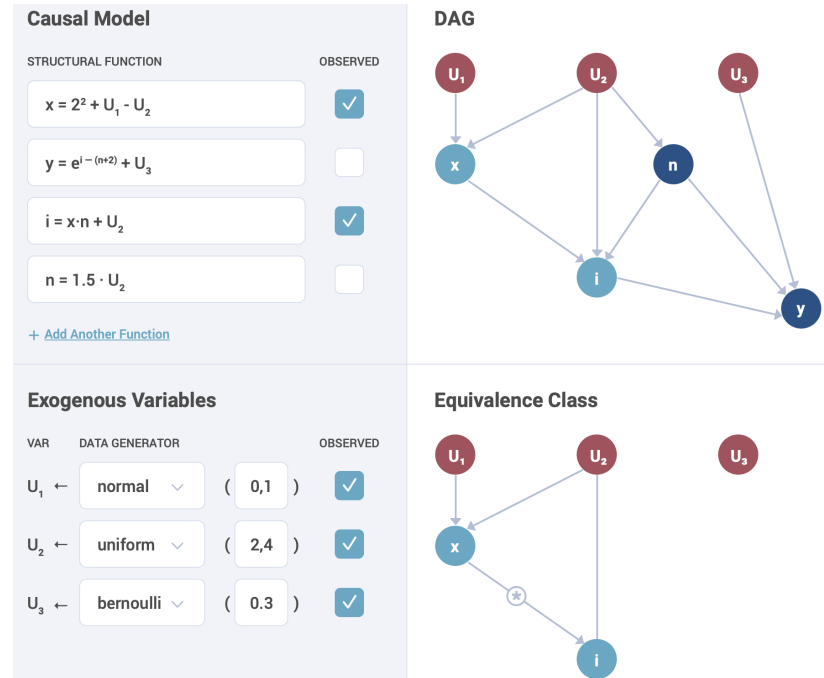 Causal Model
STRUCTURAL FUNCTION OBSERVED
x = 2² + U₁ - U₂
y = eⁱ ⁻ ⁽ⁿ⁺²⁾ + U₃
i = x·n + U₂
n = 1.5 · U₂
+ Add Another Function
DAG
U₁ U₂ U₃
x n
i
y
Exogenous Variables
VAR DATA GENERATOR OBSERVED
U₁ ← normal ( 0,1 )
U₂ ← uniform ( 2,4 )
U₃ ← bernoulli ( 0.3 )
Equivalence Class
U₁ U₂ U₃
x
*
i